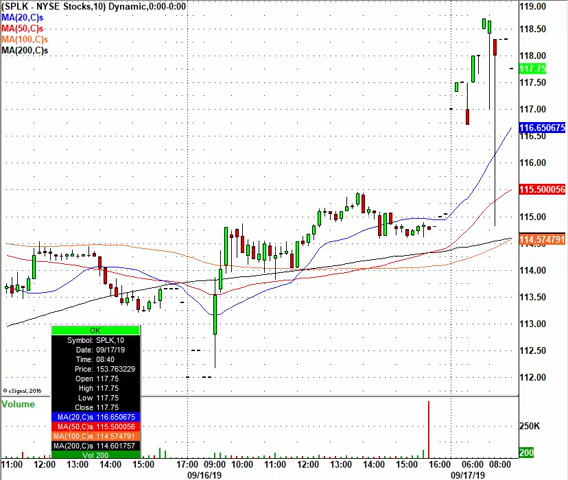 (SPLK - NYSE Stocks,10) Dynamic,0:00-0:00
MA(20,C)s
MA(50,C)s
MA(100,C)s
MA(200,C)s
119.00
118.50
118.00
117.75
117.50
117.00
116.650675
116.50
116.00
115.500056
115.00
114.574791
114.50
114.00
113.50
113.00
112.50
112.00
OK
Symbol: SPLK,10
Date: 09/17/19
Time: 08:40
Price: 153.763229
Open 117.75
High 117.75
Low 117.75
Close 117.75
MA(20,C)s 116.650675
MA(50,C)s 115.500056
MA(100,C)s 114.574791
MA(200,C)s 114.601757
Vol 200
© eSignal, 2016
Volume
250K
200
11:00 12:00 13:00 14:00 15:00 17:00 09:00 10:00 11:00 12:00 13:00 14:00 15:00 16:00 06:00 08:00
09/16/19 09/17/19